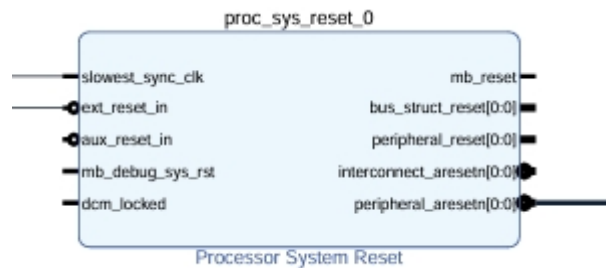 proc_sys_reset_0
slowest_sync_clk
mb_reset
ext_reset_in
bus_struct_reset[0:0]
aux_reset_in
peripheral_reset[0:0]
mb_debug_sys_rst
interconnect_aresetn[0:0]
dcm_locked
peripheral_aresetn[0:0]
Processor System Reset